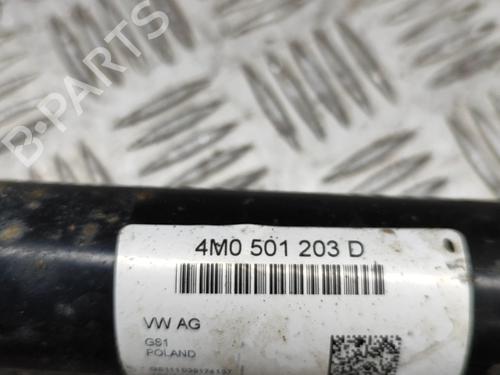 B-PARTS
4M0 501 203 D
VW AG
GS1
POLAND